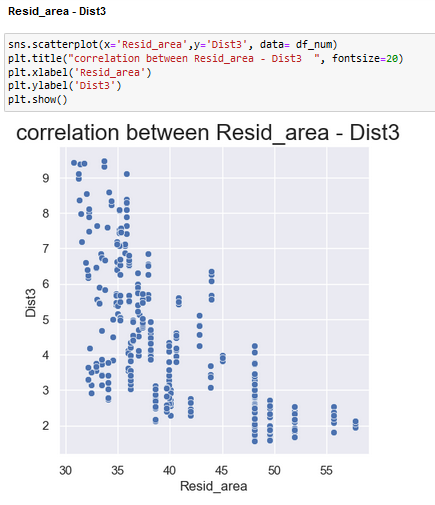 Resid_area - Dist3
sns.scatterplot(x='Resid_area',y='Dist3', data= df_num)
plt.title("correlation between Resid_area - Dist3  ", fontsize=20)
plt.xlabel('Resid_area')
plt.ylabel('Dist3')
plt.show()
correlation between Resid_area - Dist3
9
8
7
6
5
4
3
2
Dist3
30 35 40 45 50 55
Resid_area